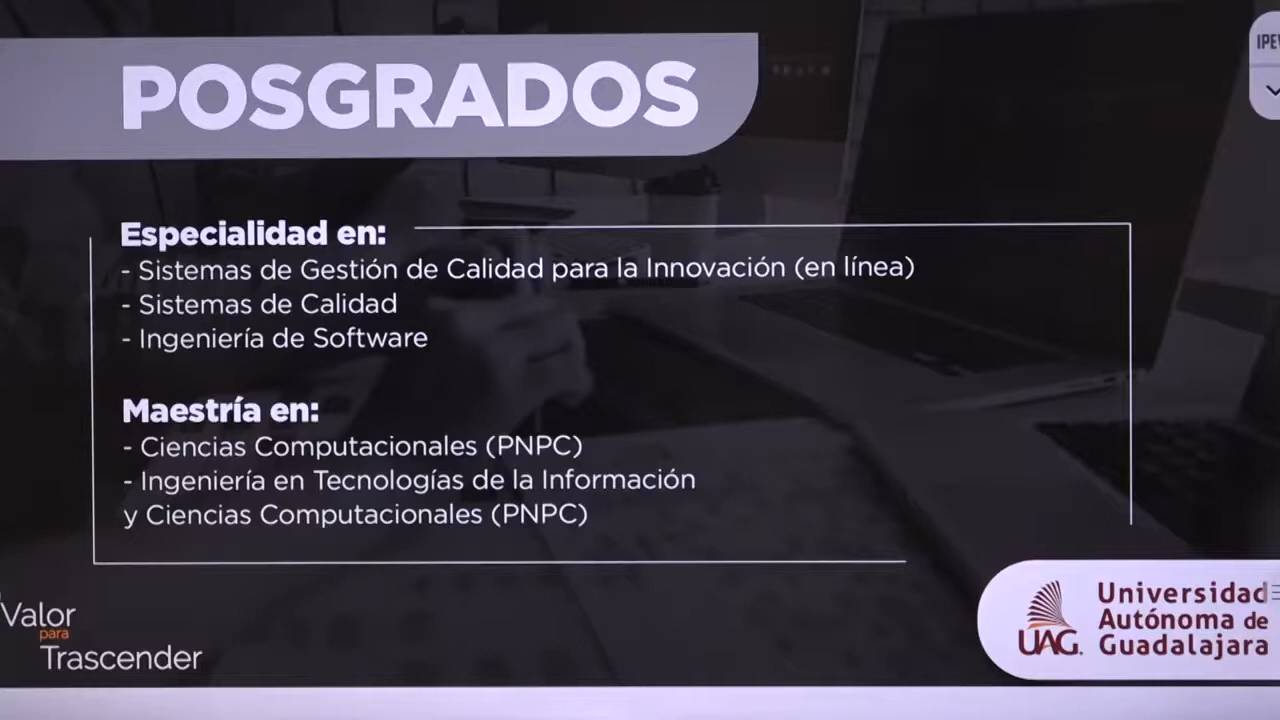 POSGRADOS
Especialidad en:
- Sistemas de Gestión de Calidad para la Innovación (en línea)
- Sistemas de Calidad
- Ingeniería de Software
Maestría en:
- Ciencias Computacionales (PNPC)
- Ingeniería en Tecnologías de la Información
y Ciencias Computacionales (PNPC)
Valor
para
Trascender
UAG.
Universidad
Autónoma de
Guadalajara